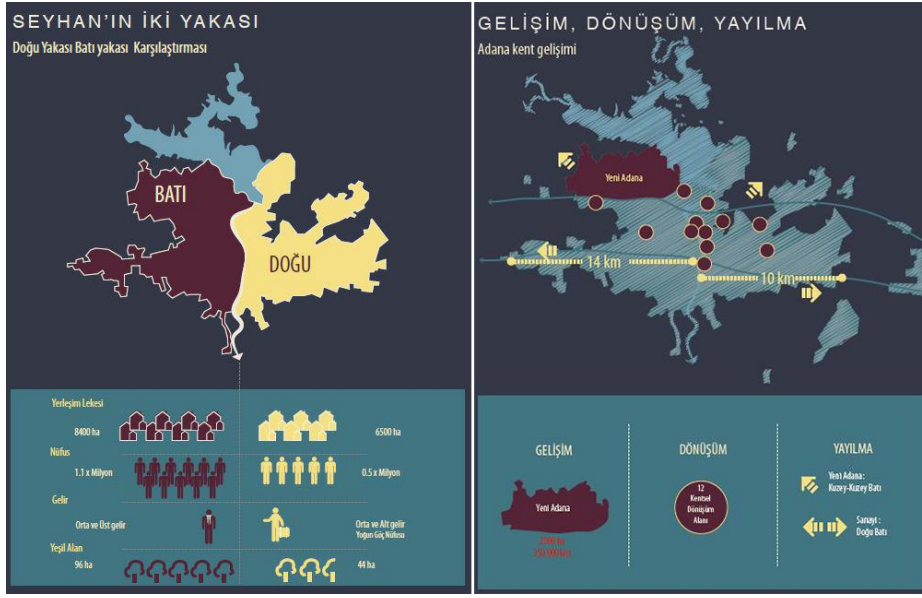 SEYHAN'IN İKİ YAKASI
Doğu Yakası Batı yakası Karşılaştırması
BATI
DOĞU
Yerleşim Lekesi
8400 ha
6500 ha
Nüfus
1.1 x Milyon
0.5 x Milyon
Gelir
Orta ve Üst gelir
Orta ve Alt gelir
Yoğun Göç Nüfusu
Yeşil Alan
96 ha
44 ha
GELİŞİM, DÖNÜŞÜM, YAYILMA
Adana kent gelişimi
Yeni Adana
14 km
10 km
GELİŞİM
Yeni Adana
DÖNÜŞÜM
12
Kentsel
Dönüşüm
Alanı
YAYILMA
Yeni Adana :
Kuzey-Kuzey Batı
Sanayi :
Doğu Batı